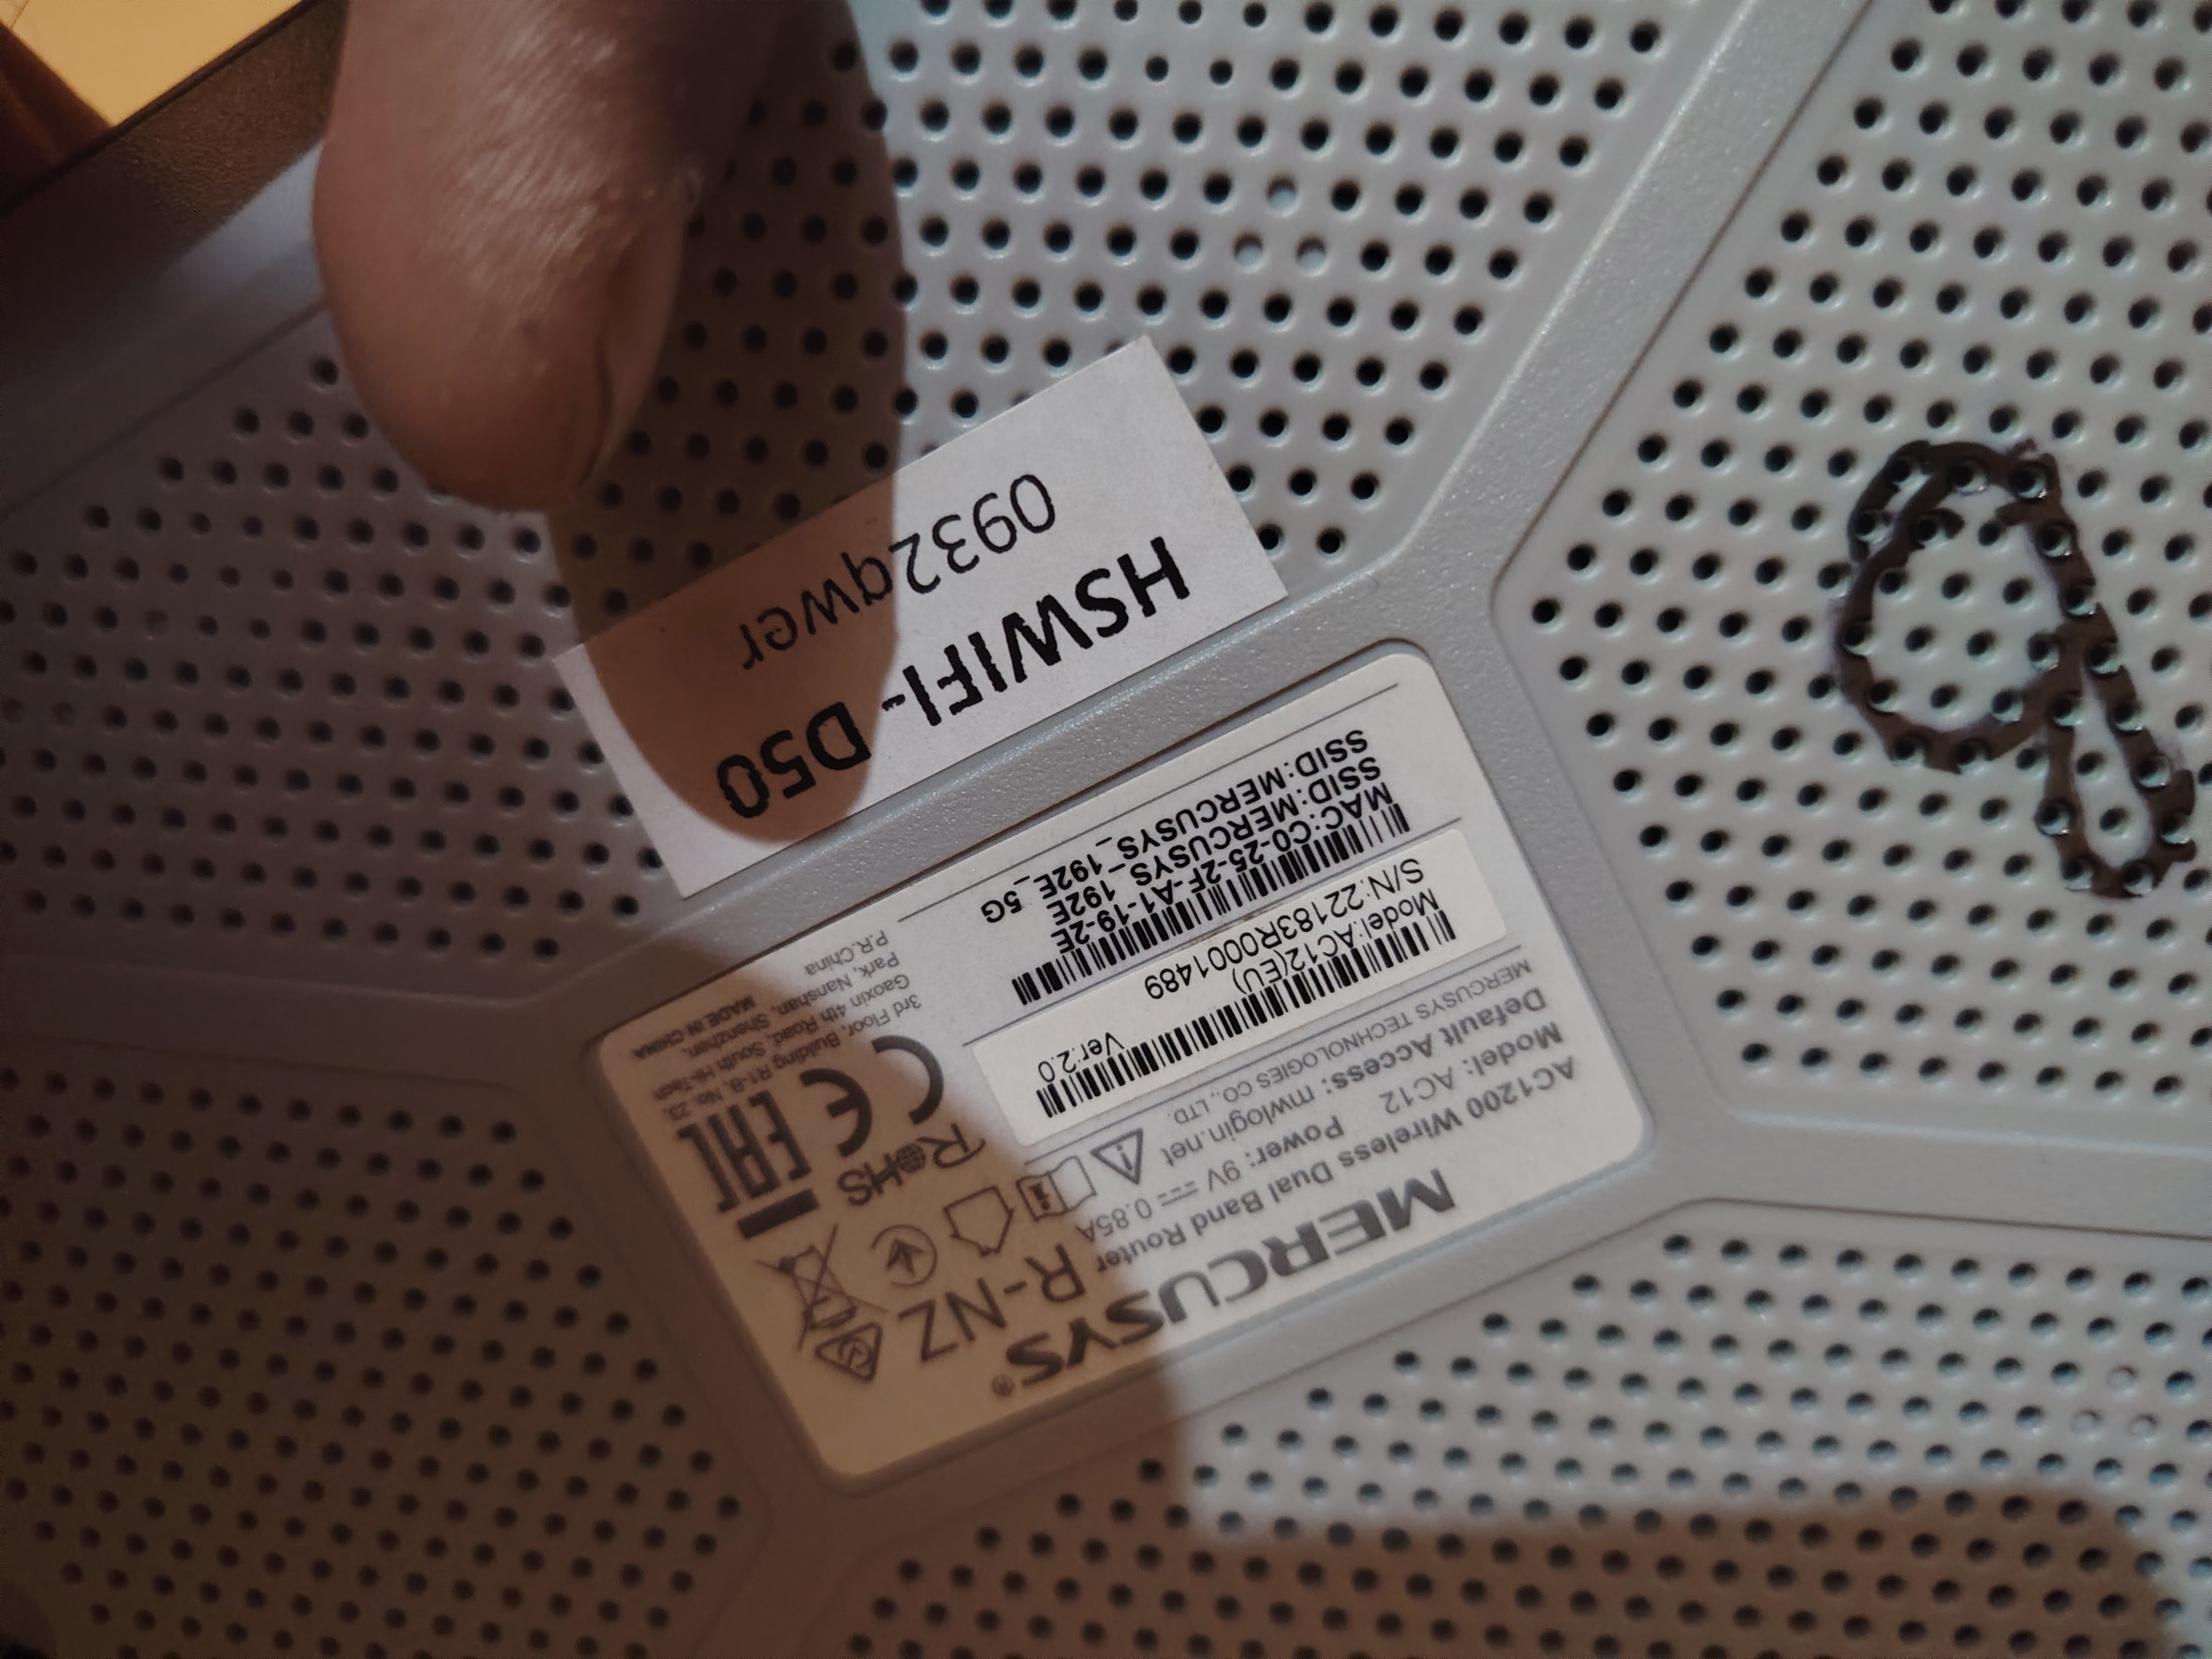 MERCUSYS®
AC1200 Wireless Dual Band Router
Model: AC12
Power: 9V 0.85A
Default Access: mwlogin.net
MERCUSYS TECHNOLOGIES CO., LTD.
Model:AC12(EU)
Ver:2.0
S/N:22183R0001489
MAC:C0-25-2F-A1-19-2E
SSID:MERCUSYS_192E
SSID:MERCUSYS_192E_5G
R-NZ
RoHS
CE
EAC
3rd Floor, Building R1-B, No. 23,
Gaoxin 4th Road, South Hi-Tech
Park, Nanshan, Shenzhen,
P.R.China
MADE IN CHINA
HSWIFI- D50
0932qwer